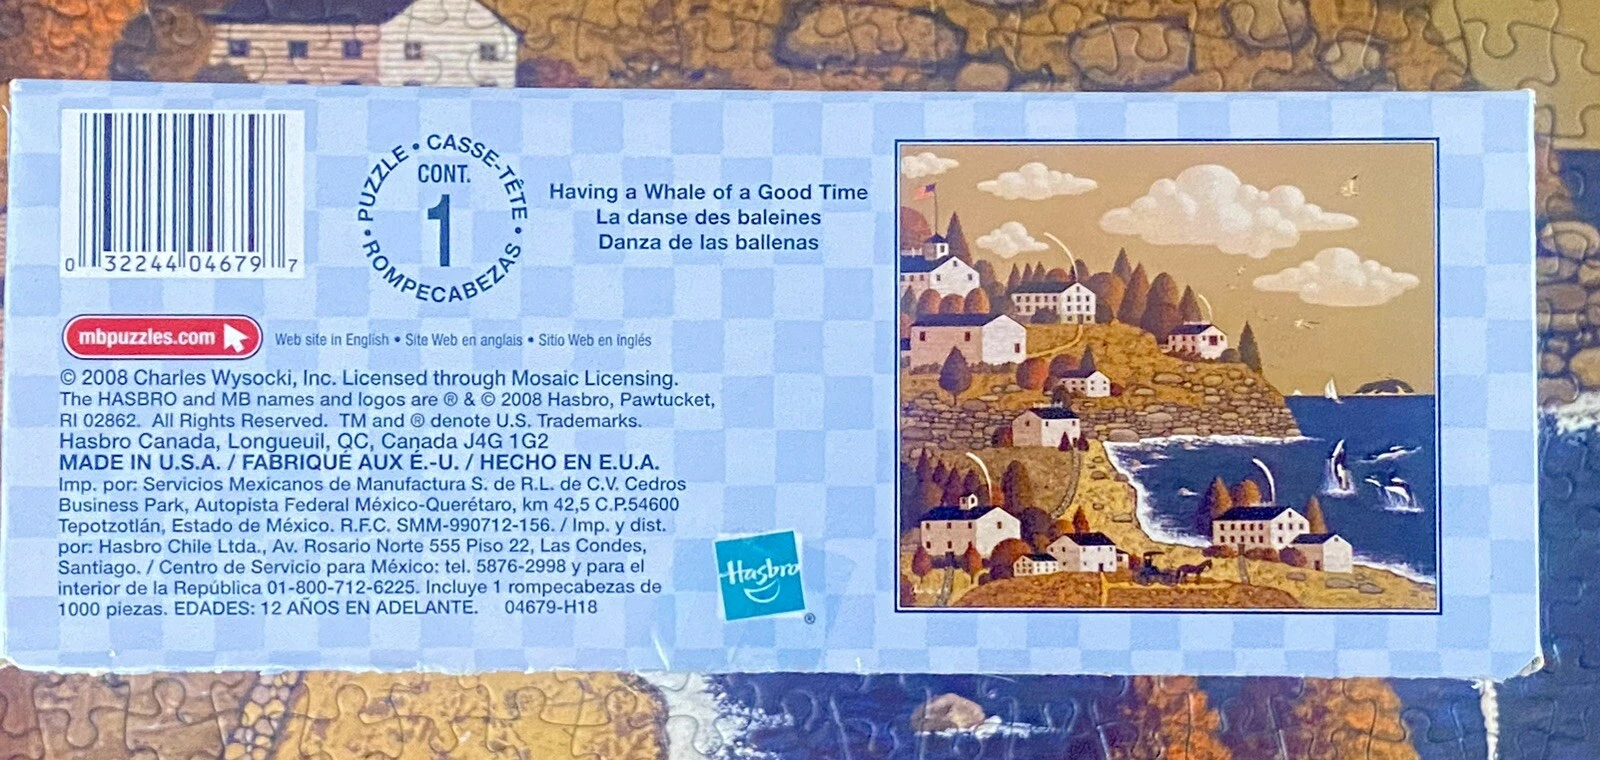 0 32244 04679 7
PUZZLE • CASSE-TÊTE • ROMPECABEZAS •
CONT.
1
Having a Whale of a Good Time
La danse des baleines
Danza de las ballenas
mbpuzzles.com
Web site in English • Site Web en anglais • Sitio Web en Inglés
© 2008 Charles Wysocki, Inc. Licensed through Mosaic Licensing.
The HASBRO and MB names and logos are ® & © 2008 Hasbro, Pawtucket,
RI 02862. All Rights Reserved. TM and ® denote U.S. Trademarks.
Hasbro Canada, Longueuil, QC, Canada J4G 1G2
MADE IN U.S.A. / FABRIQUÉ AUX É.-U. / HECHO EN E.U.A.
Imp. por: Servicios Mexicanos de Manufactura S. de R.L. de C.V. Cedros
Business Park, Autopista Federal México-Querétaro, km 42,5 C.P.54600
Tepotzotlán, Estado de México. R.F.C. SMM-990712-156. / Imp. y dist.
por: Hasbro Chile Ltda., Av. Rosario Norte 555 Piso 22, Las Condes,
Santiago. / Centro de Servicio para México: tel. 5876-2998 y para el
interior de la República 01-800-712-6225. Incluye 1 rompecabezas de
1000 piezas. EDADES: 12 AÑOS EN ADELANTE. 04679-H18
Hasbro
®